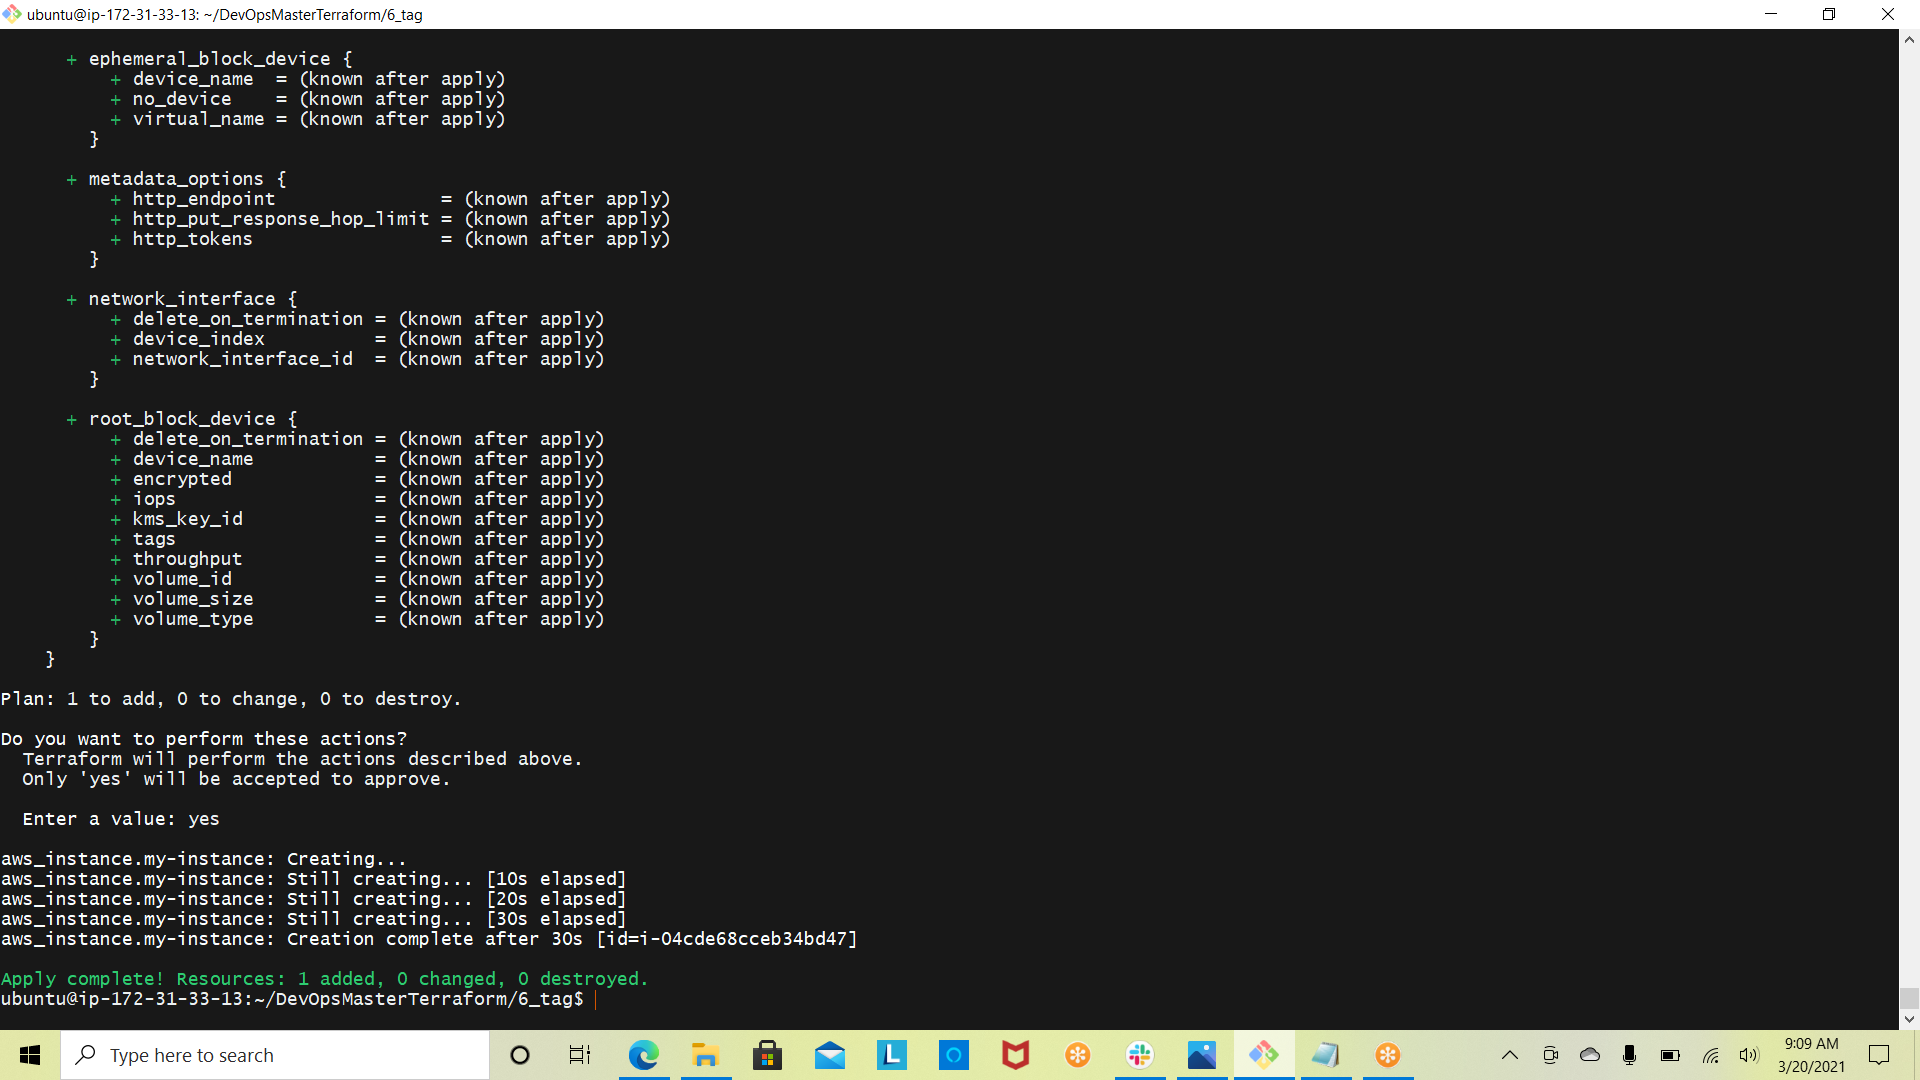 ubuntu@ip-172-31-33-13: ~/DevOpsMasterTerraform/6_tag
+ ephemeral_block_device {
+ device_name  = (known after apply)
+ no_device    = (known after apply)
+ virtual_name = (known after apply)
}
+ metadata_options {
+ http_endpoint               = (known after apply)
+ http_put_response_hop_limit = (known after apply)
+ http_tokens                 = (known after apply)
}
+ network_interface {
+ delete_on_termination = (known after apply)
+ device_index          = (known after apply)
+ network_interface_id  = (known after apply)
}
+ root_block_device {
+ delete_on_termination = (known after apply)
+ device_name           = (known after apply)
+ encrypted             = (known after apply)
+ iops                  = (known after apply)
+ kms_key_id            = (known after apply)
+ tags                  = (known after apply)
+ throughput            = (known after apply)
+ volume_id             = (known after apply)
+ volume_size           = (known after apply)
+ volume_type           = (known after apply)
}
}
Plan: 1 to add, 0 to change, 0 to destroy.
Do you want to perform these actions?
Terraform will perform the actions described above.
Only 'yes' will be accepted to approve.
Enter a value: yes
aws_instance.my-instance: Creating...
aws_instance.my-instance: Still creating... [10s elapsed]
aws_instance.my-instance: Still creating... [20s elapsed]
aws_instance.my-instance: Still creating... [30s elapsed]
aws_instance.my-instance: Creation complete after 30s [id=i-04cde68cceb34bd47]
Apply complete! Resources: 1 added, 0 changed, 0 destroyed.
ubuntu@ip-172-31-33-13:~/DevOpsMasterTerraform/6_tag$
Type here to search
L
9:09 AM
3/20/2021